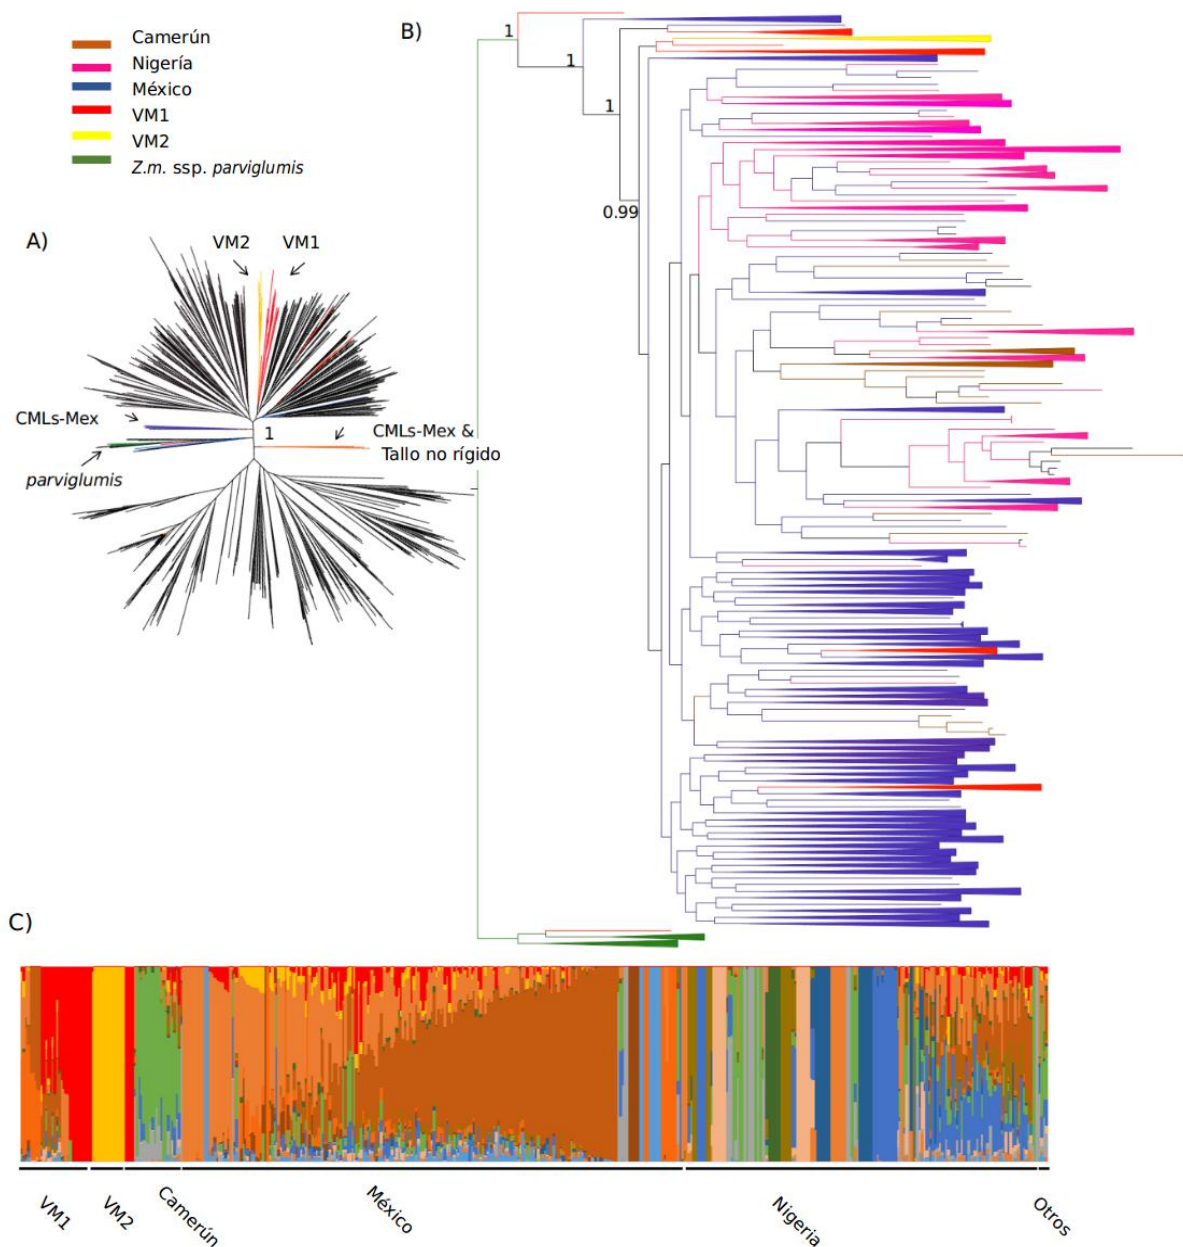 Camerún
Nigería
México
VM1
VM2
Z.m. ssp. parviglumis
A)
VM2
VM1
CMLs-Mex
1
CMLs-Mex &
Tallo no rígido
parviglumis
B)
1
1
1
0.99
C)
VM1
VM2
Camerún
México
Nigeria
Otros